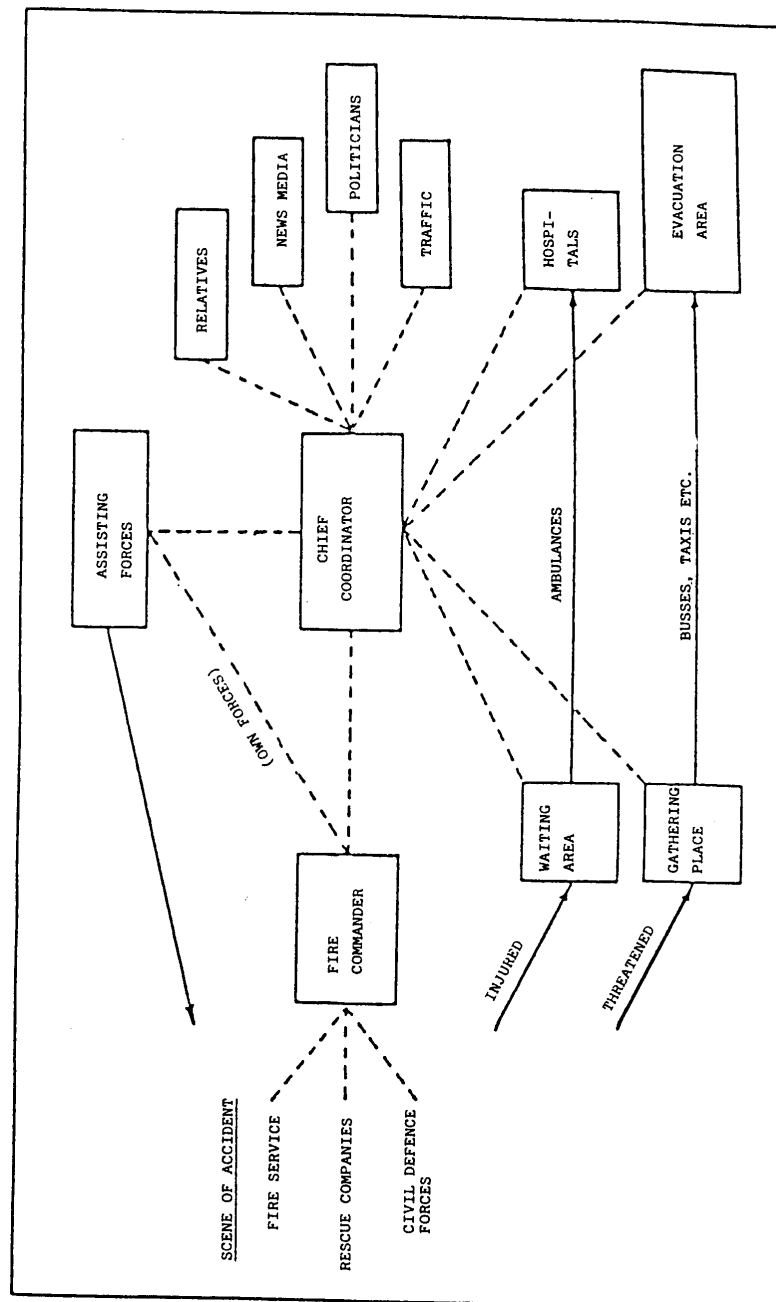 SCENE OF ACCIDENT
FIRE SERVICE
RESCUE COMPANIES
CIVIL DEFENCE
FORCES
FIRE
COMMANDER
(OWN FORCES)
ASSISTING
FORCES
CHIEF
COORDINATOR
RELATIVES
NEWS MEDIA
POLITICIANS
TRAFFIC
INJURED
WAITING
AREA
AMBULANCES
HOSPI-
TALS
THREATENED
GATHERING
PLACE
BUSSES, TAXIS ETC.
EVACUATION
AREA